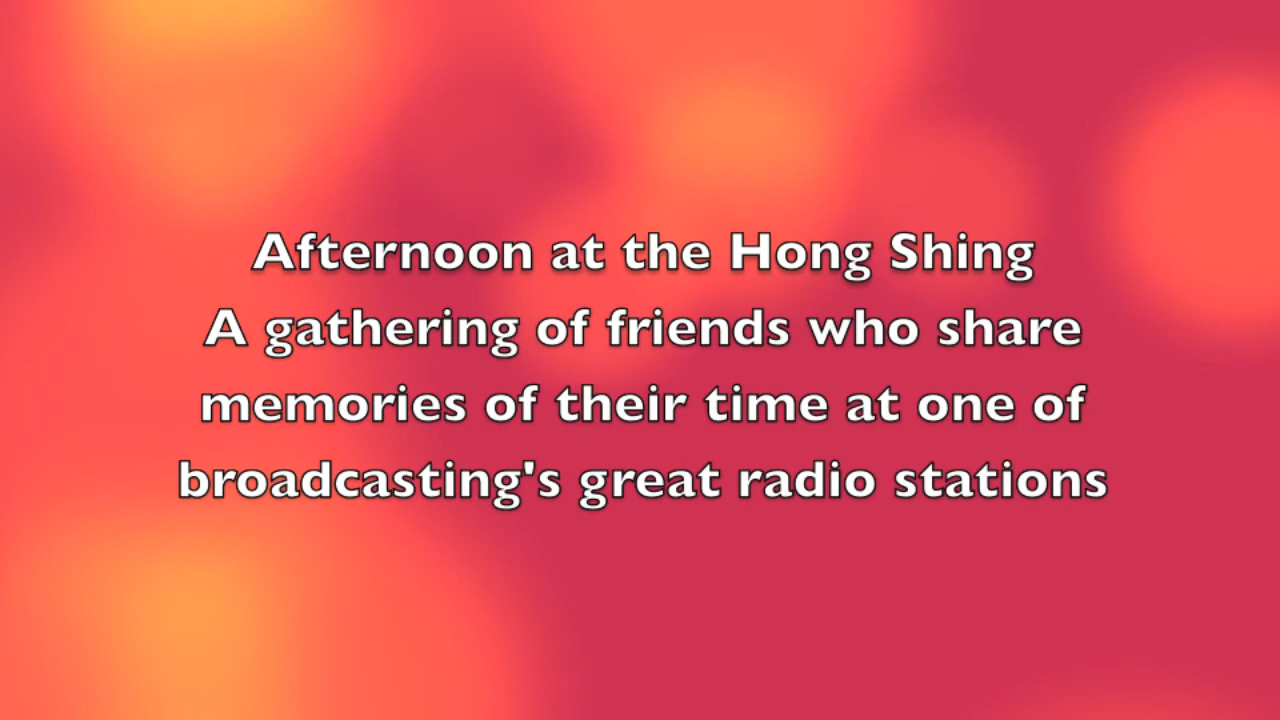 Afternoon at the Hong Shing
A gathering of friends who share
memories of their time at one of
broadcasting's great radio stations